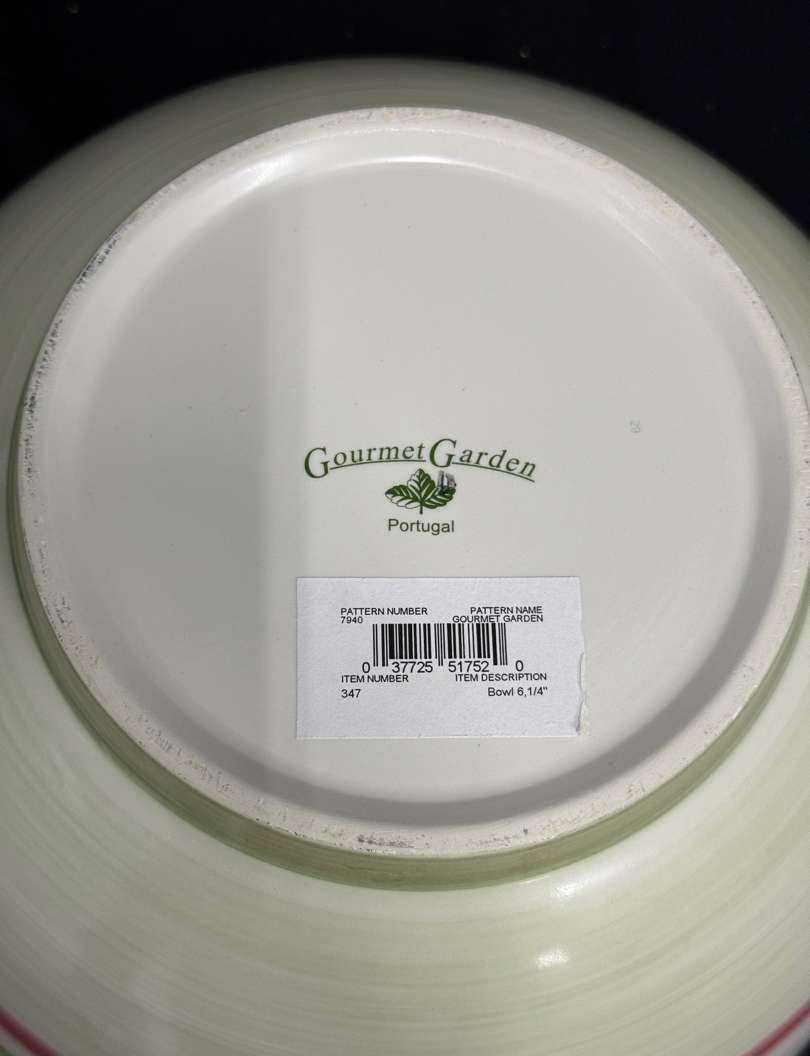 Gourmet Garden
Portugal
PATTERN NUMBER PATTERN NAME
7940 GOURMET GARDEN
0 37725 51752 0
ITEM NUMBER ITEM DESCRIPTION
347 Bowl 6,1/4"